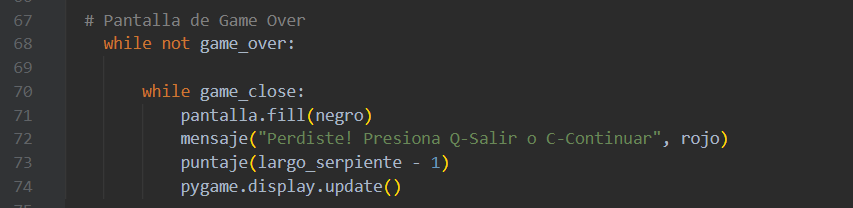 67 # Pantalla de Game Over
68 while not game_over:
69
70 while game_close:
71 pantalla.fill(negro)
72 mensaje("Perdiste! Presiona Q-Salir o C-Continuar", rojo)
73 puntaje(largo_serpiente - 1)
74 pygame.display.update()